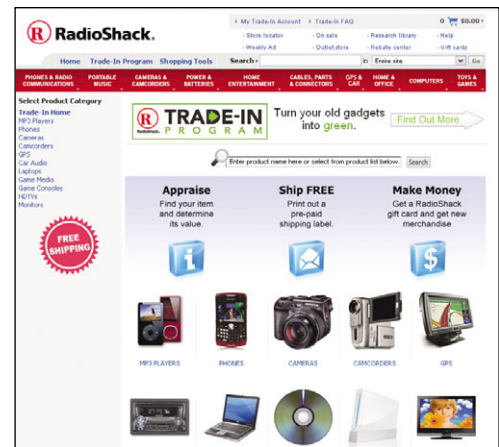 RadioShack.
My Trade-In Account
Trade-In FAQ
0 $0.00
Store locator
On sale
Research library
Help
Weekly Ad
Outlet store
Rebate center
Gift cards
Home
Trade-In Program
Shopping Tools
Search
in
Entire site
Go
PHONES & RADIO COMMUNICATIONS
PORTABLE MUSIC
CAMERAS & CAMCORDERS
POWER & BATTERIES
HOME ENTERTAINMENT
CABLES, PARTS & CONNECTORS
GPS & CAR
HOME & OFFICE
COMPUTERS
TOYS & GAMES
Select Product Category
Trade-In Home
MP3 Players
Phones
Cameras
Camcorders
GPS
Car Audio
Laptops
Game Media
Game Consoles
HDTVs
Monitors
FREE
SHIPPING
R
RadioShack.
TRADE-IN
PROGRAM
Turn your old gadgets
into green.
Find Out More
Enter product name here or select from product list below.
Search
Appraise
Find your item
and determine
its value.
Ship FREE
Print out a
pre-paid
shipping label.
Make Money
Get a RadioShack
gift card and get new
merchandise
i
$
MP3 PLAYERS
PHONES
CAMERAS
CAMCORDERS
GPS